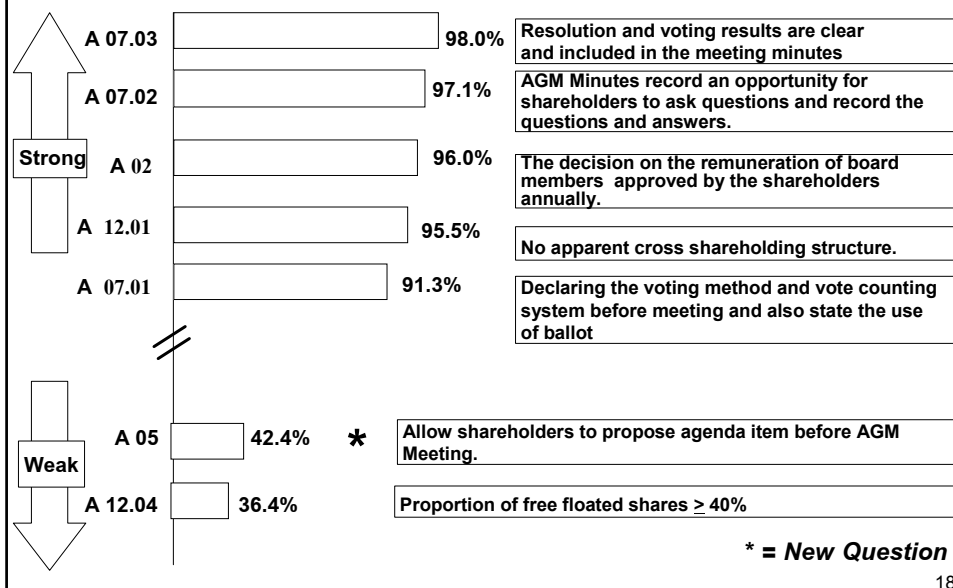 A 07.03
98.0%
Resolution and voting results are clear
and included in the meeting minutes
A 07.02
97.1%
AGM Minutes record an opportunity for
shareholders to ask questions and record the
questions and answers.
Strong
A 02
96.0%
The decision on the remuneration of board
members approved by the shareholders
annually.
A 12.01
95.5%
No apparent cross shareholding structure.
A 07.01
91.3%
Declaring the voting method and vote counting
system before meeting and also state the use
of ballot
A 05
42.4%
*
Allow shareholders to propose agenda item before AGM
Meeting.
Weak
A 12.04
36.4%
Proportion of free floated shares ≥ 40%
* = New Question
18